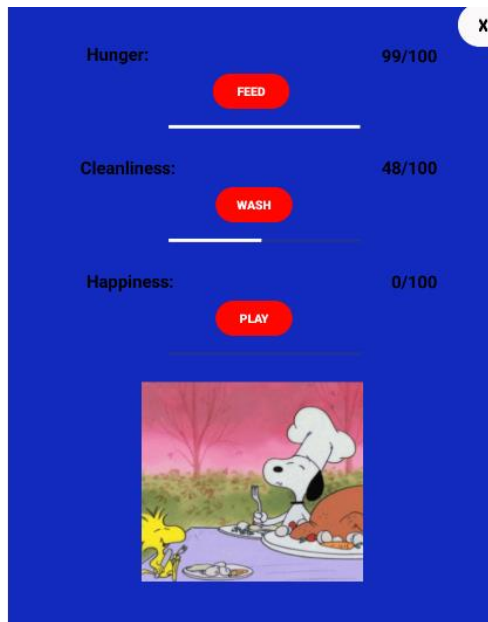 X
Hunger: 99/100
FEED
Cleanliness: 48/100
WASH
Happiness: 0/100
PLAY